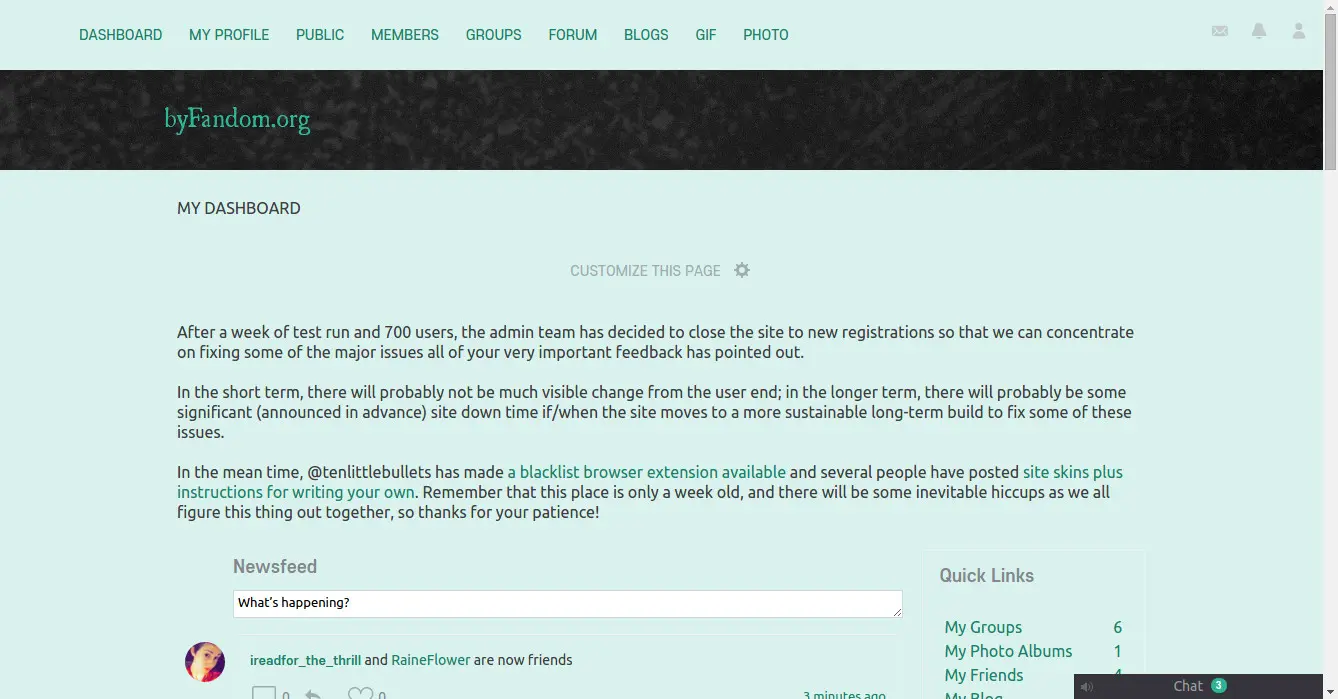 DASHBOARD MY PROFILE PUBLIC MEMBERS GROUPS FORUM BLOGS GIF PHOTO
byFandom.org
MY DASHBOARD
CUSTOMIZE THIS PAGE
After a week of test run and 700 users, the admin team has decided to close the site to new registrations so that we can concentrate
on fixing some of the major issues all of your very important feedback has pointed out.
In the short term, there will probably not be much visible change from the user end; in the longer term, there will probably be some
significant (announced in advance) site down time if/when the site moves to a more sustainable long-term build to fix some of these
issues.
In the mean time, @tenlittlebullets has made a blacklist browser extension available and several people have posted site skins plus
instructions for writing your own. Remember that this place is only a week old, and there will be some inevitable hiccups as we all
figure this thing out together, so thanks for your patience!
Newsfeed
What's happening?
ireadfor_the_thrill and RaineFlower are now friends
0 0 3 minutes ago
Quick Links
My Groups 6
My Photo Albums 1
My Friends 4
My Blog
Chat 3